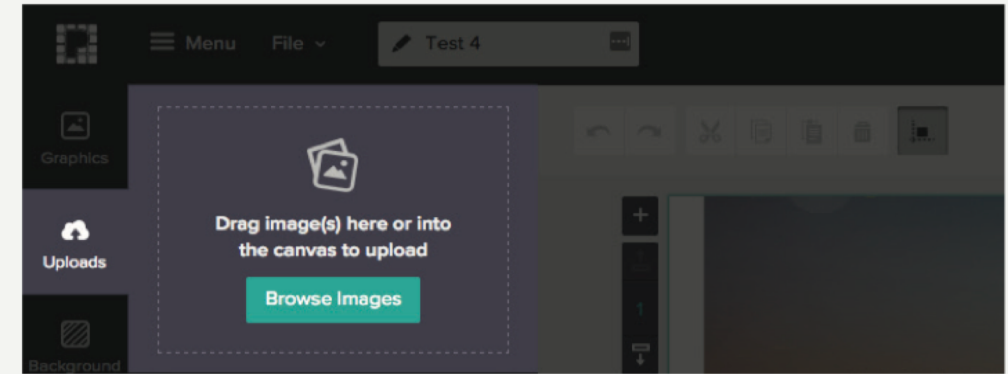 Menu File Test 4
Graphics
Drag image(s) here or into
the canvas to upload
Uploads
Browse Images
Background